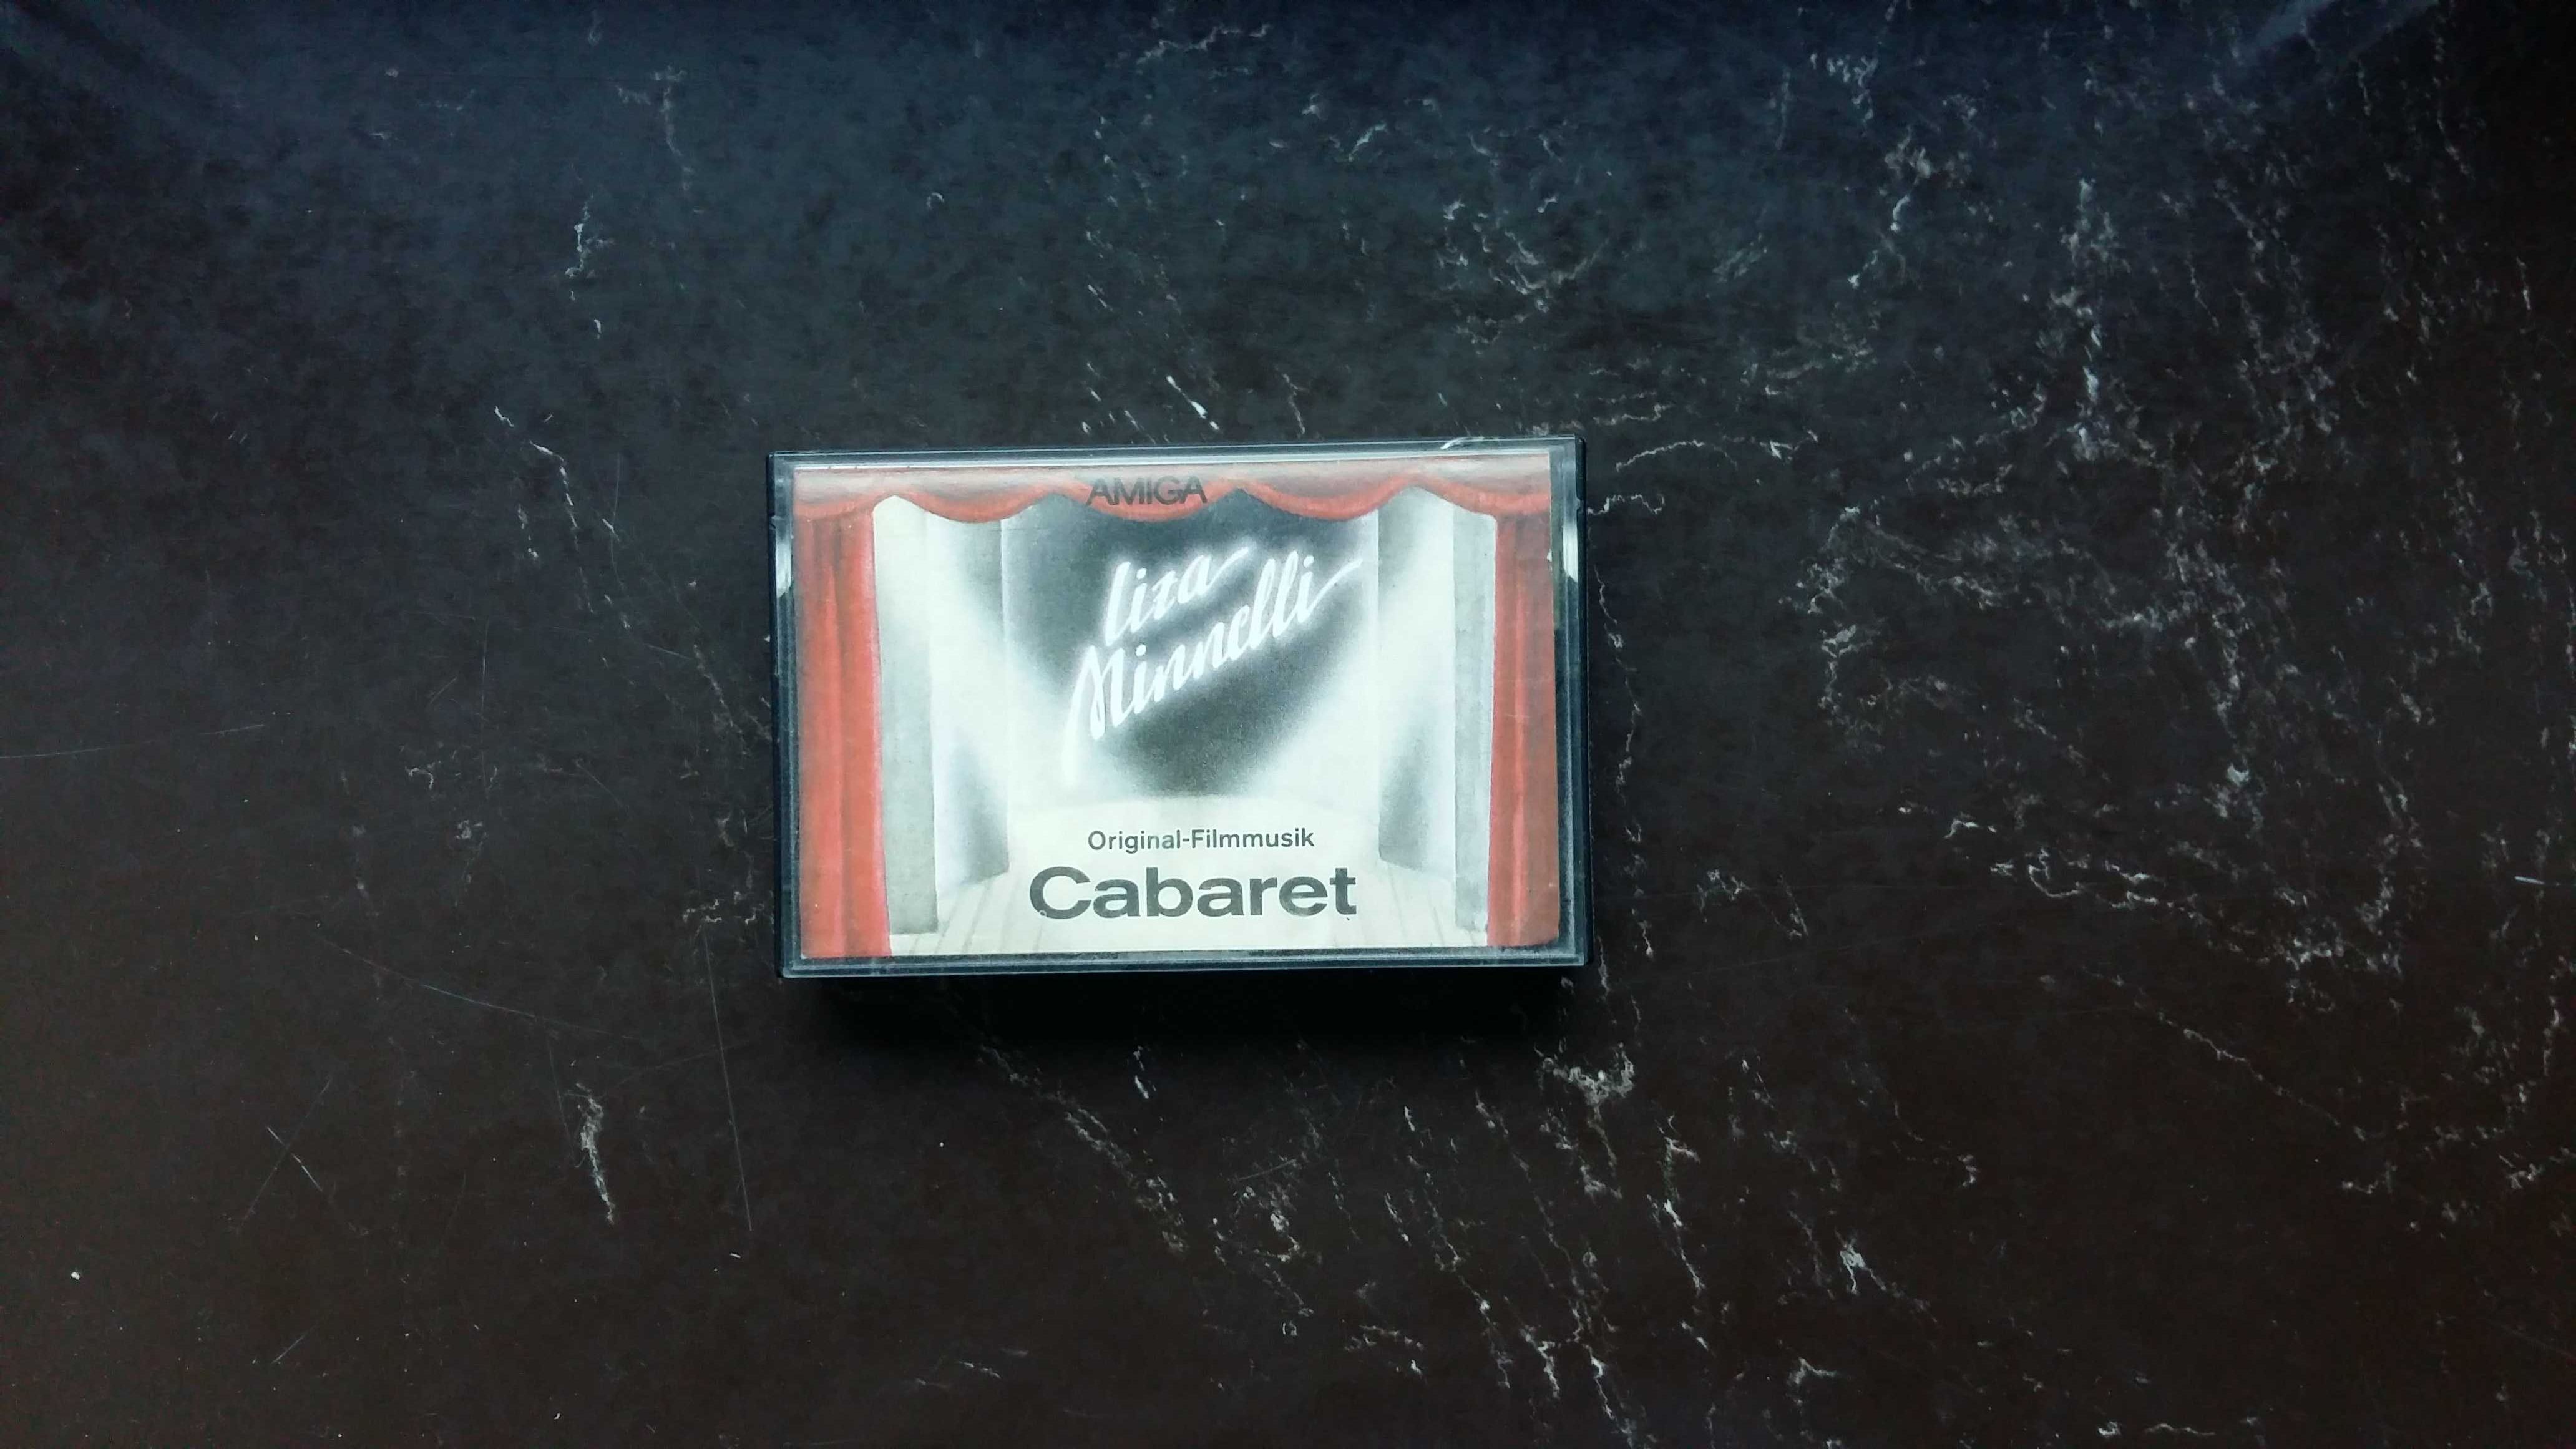 AMIGA
Liza
Minnelli
Original-Filmmusik
Cabaret